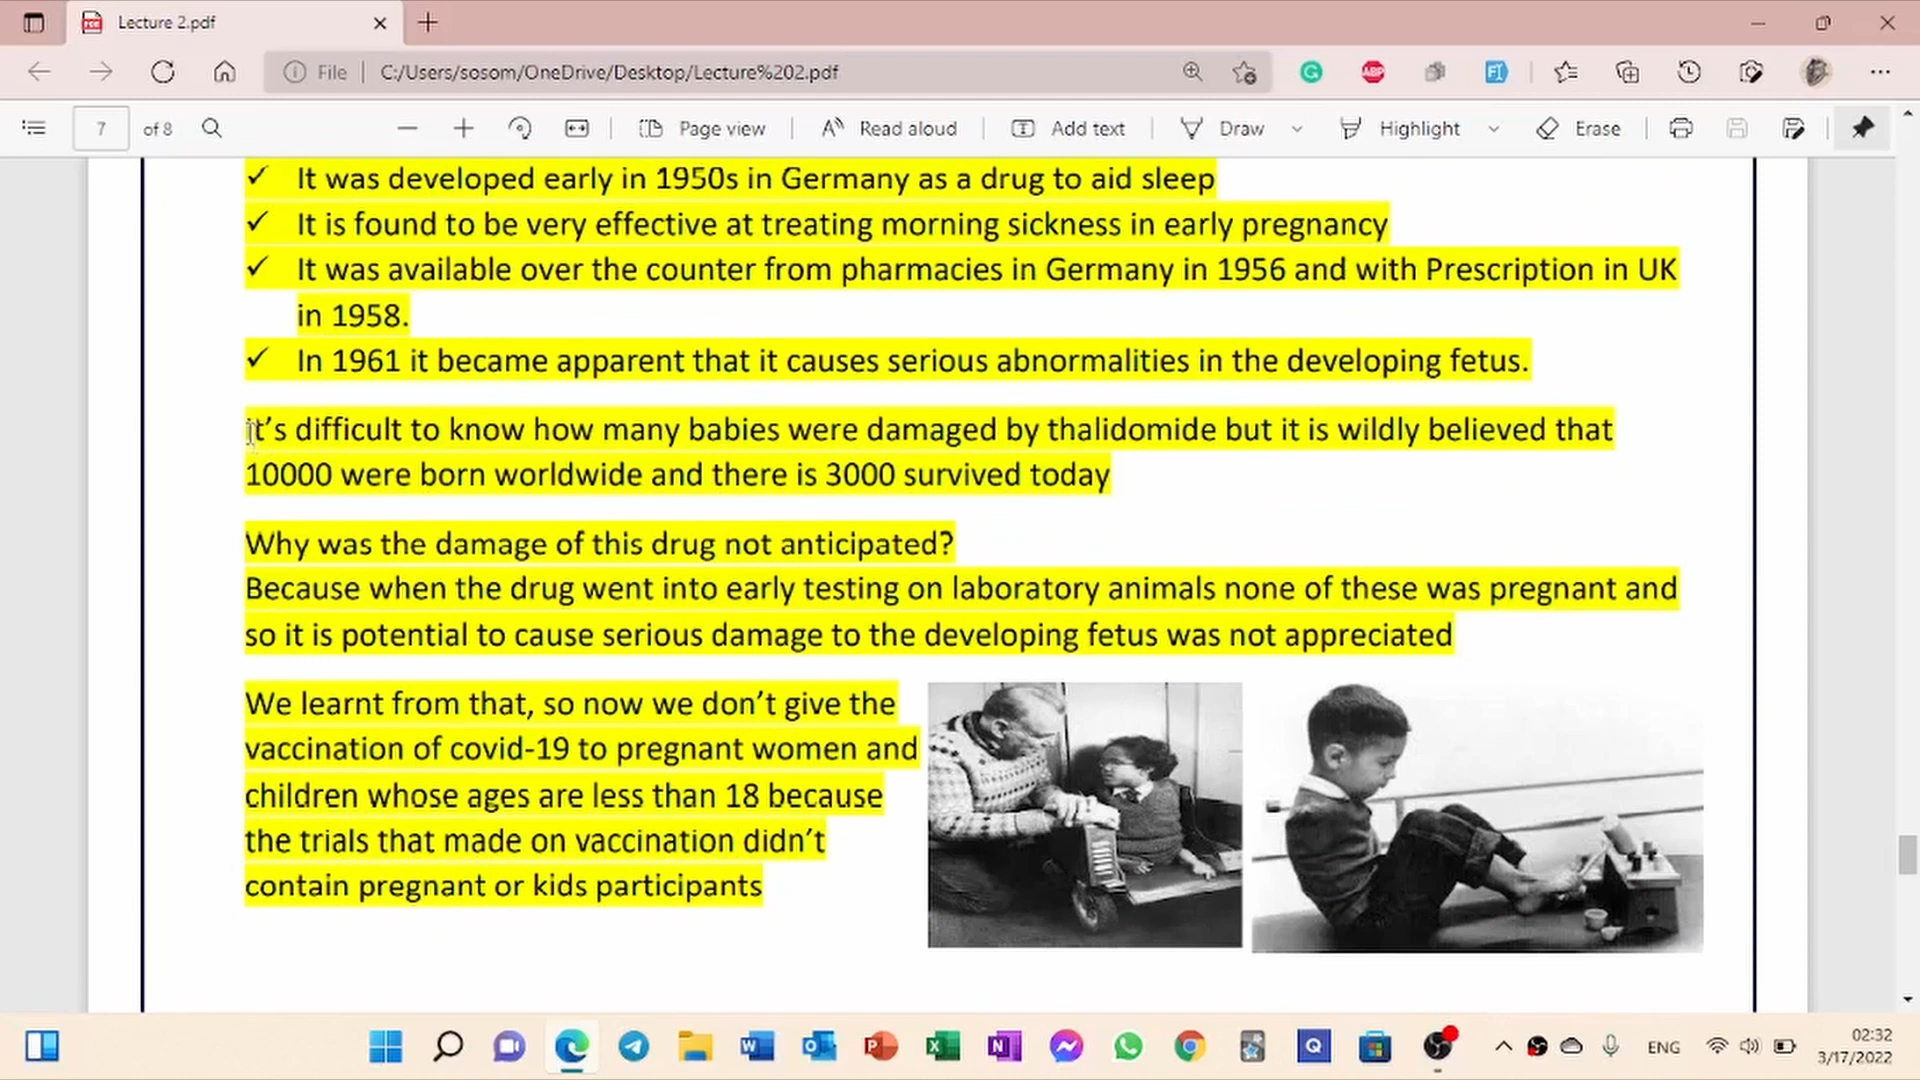 Lecture 2.pdf
File C:/Users/sosom/OneDrive/Desktop/Lecture%202.pdf
7 of 8 Page view Read aloud Add text Draw Highlight Erase
✓ It was developed early in 1950s in Germany as a drug to aid sleep
✓ It is found to be very effective at treating morning sickness in early pregnancy
✓ It was available over the counter from pharmacies in Germany in 1956 and with Prescription in UK
in 1958.
✓ In 1961 it became apparent that it causes serious abnormalities in the developing fetus.
it's difficult to know how many babies were damaged by thalidomide but it is wildly believed that
10000 were born worldwide and there is 3000 survived today
Why was the damage of this drug not anticipated?
Because when the drug went into early testing on laboratory animals none of these was pregnant and
so it is potential to cause serious damage to the developing fetus was not appreciated
We learnt from that, so now we don't give the
vaccination of covid-19 to pregnant women and
children whose ages are less than 18 because
the trials that made on vaccination didn't
contain pregnant or kids participants
ENG
02:32
3/17/2022